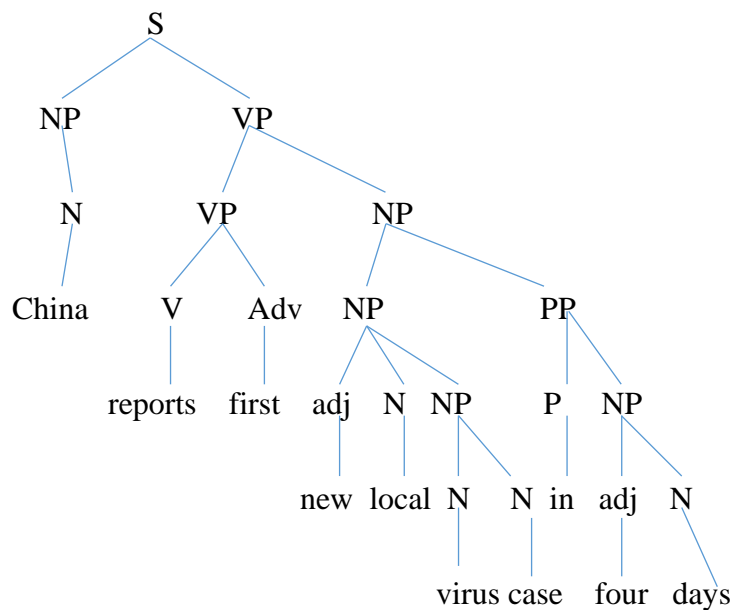 S
NP VP
N VP NP
China V Adv NP PP
reports first adj N NP P NP
new local N N in adj N
virus case four days